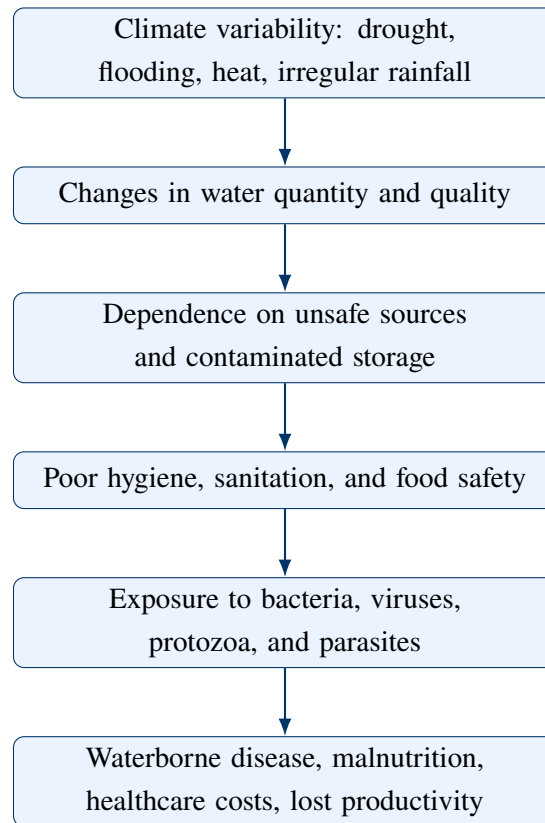 Climate variability: drought,
flooding, heat, irregular rainfall
Changes in water quantity and quality
Dependence on unsafe sources
and contaminated storage
Poor hygiene, sanitation, and food safety
Exposure to bacteria, viruses,
protozoa, and parasites
Waterborne disease, malnutrition,
healthcare costs, lost productivity